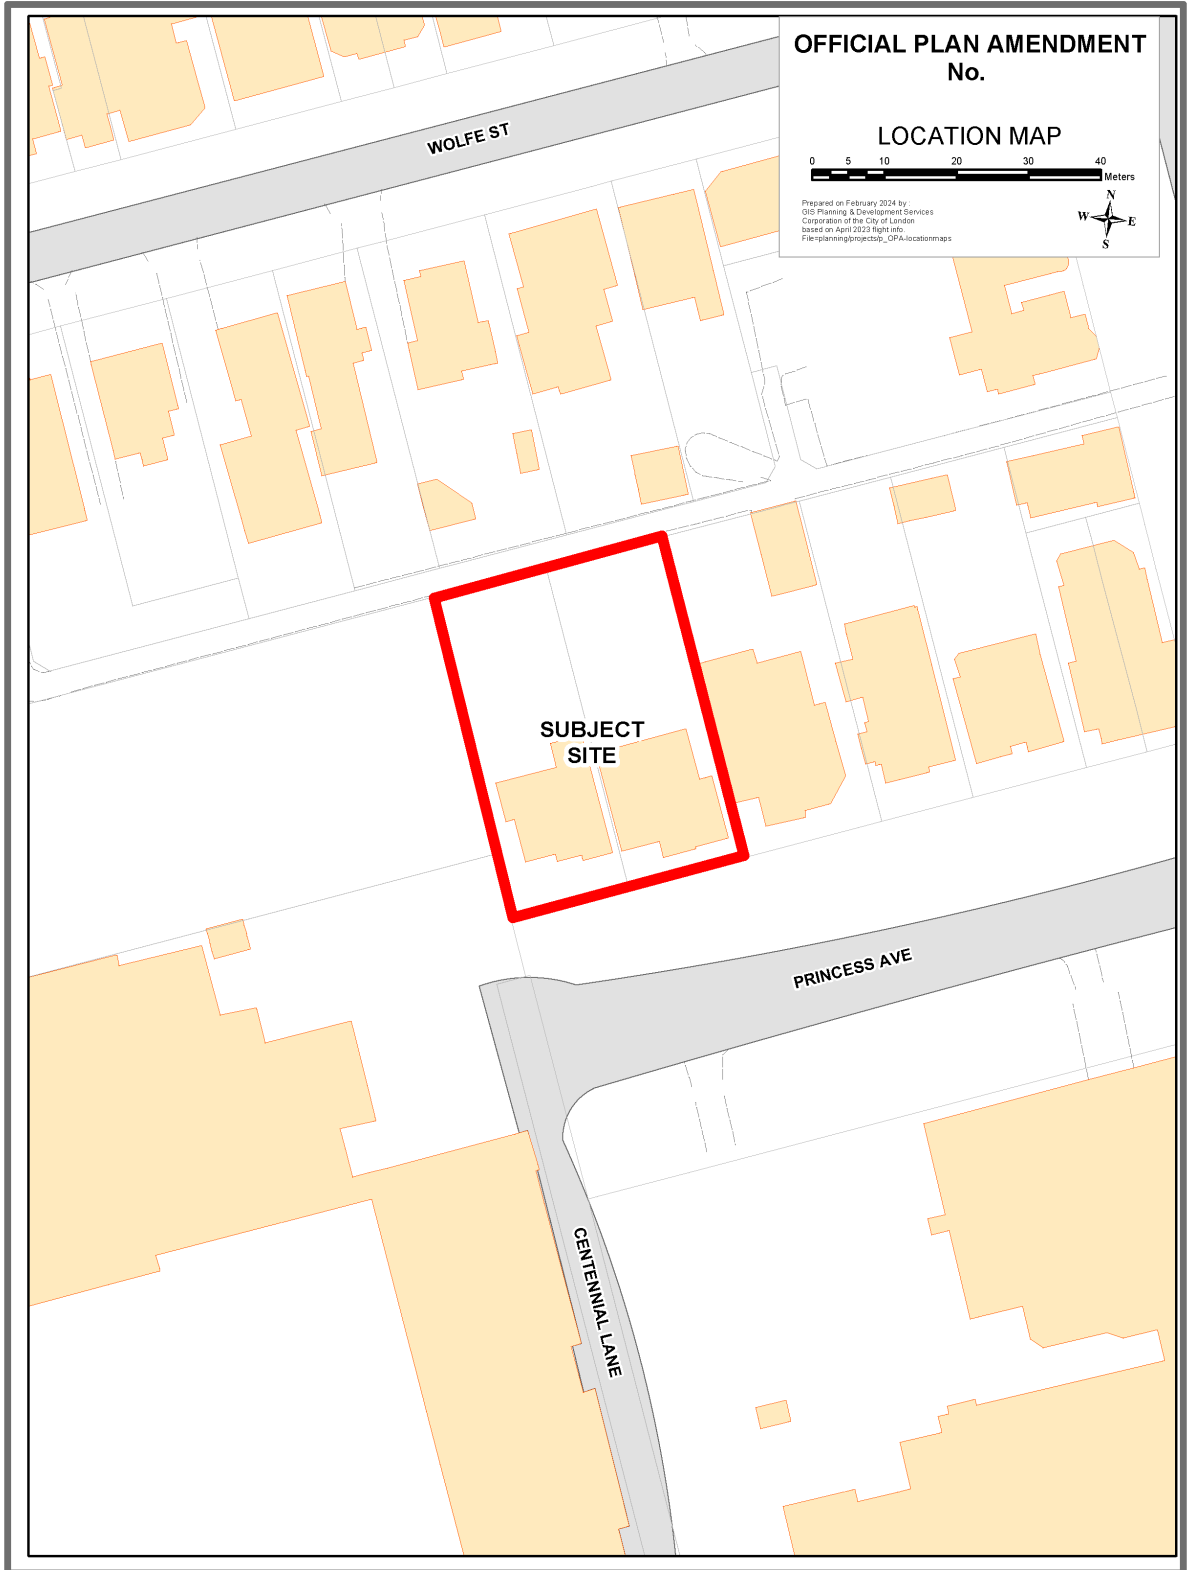 OFFICIAL PLAN AMENDMENT
No.
LOCATION MAP
0 5 10 20 30 40
Meters
Prepared on February 2024 by :
GIS Planning & Development Services
Corporation of the City of London
based on April 2023 flight info.
File=planning/projects/p_OPA-locationmaps
N
W E
S
WOLFE ST
SUBJECT
SITE
PRINCESS AVE
CENTENNIAL LANE